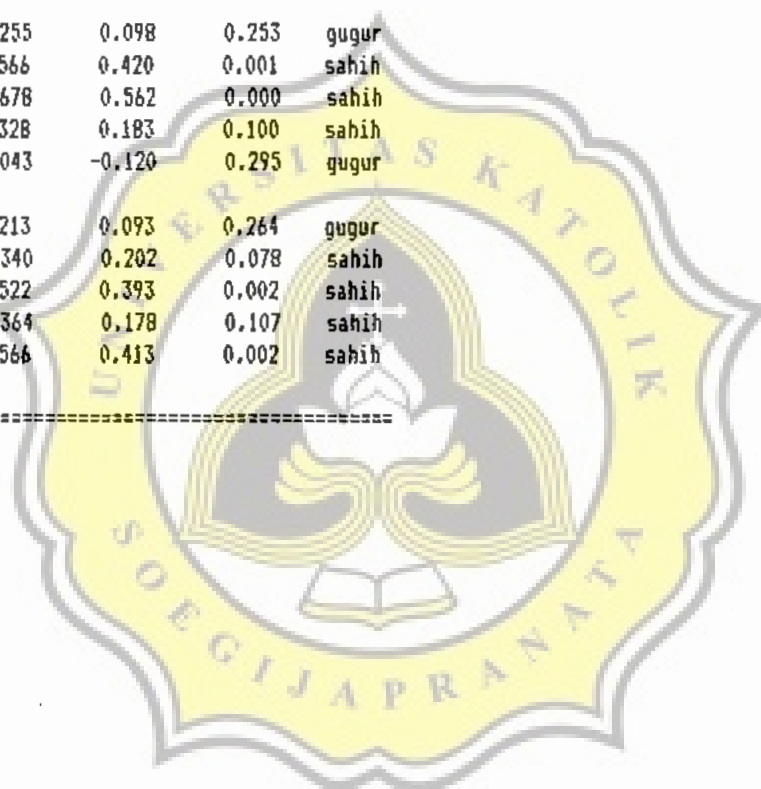 255 0.098 0.253 gugur
566 0.420 0.001 sahih
678 0.562 0.000 sahih
328 0.183 0.100 sahih
043 -0.120 0.295 gugur
213 0.093 0.264 gugur
340 0.202 0.078 sahih
522 0.393 0.002 sahih
364 0.178 0.107 sahih
566 0.413 0.002 sahih
========================================
UNIVERSITAS KATOLIK
SOEGIJAPRANATA